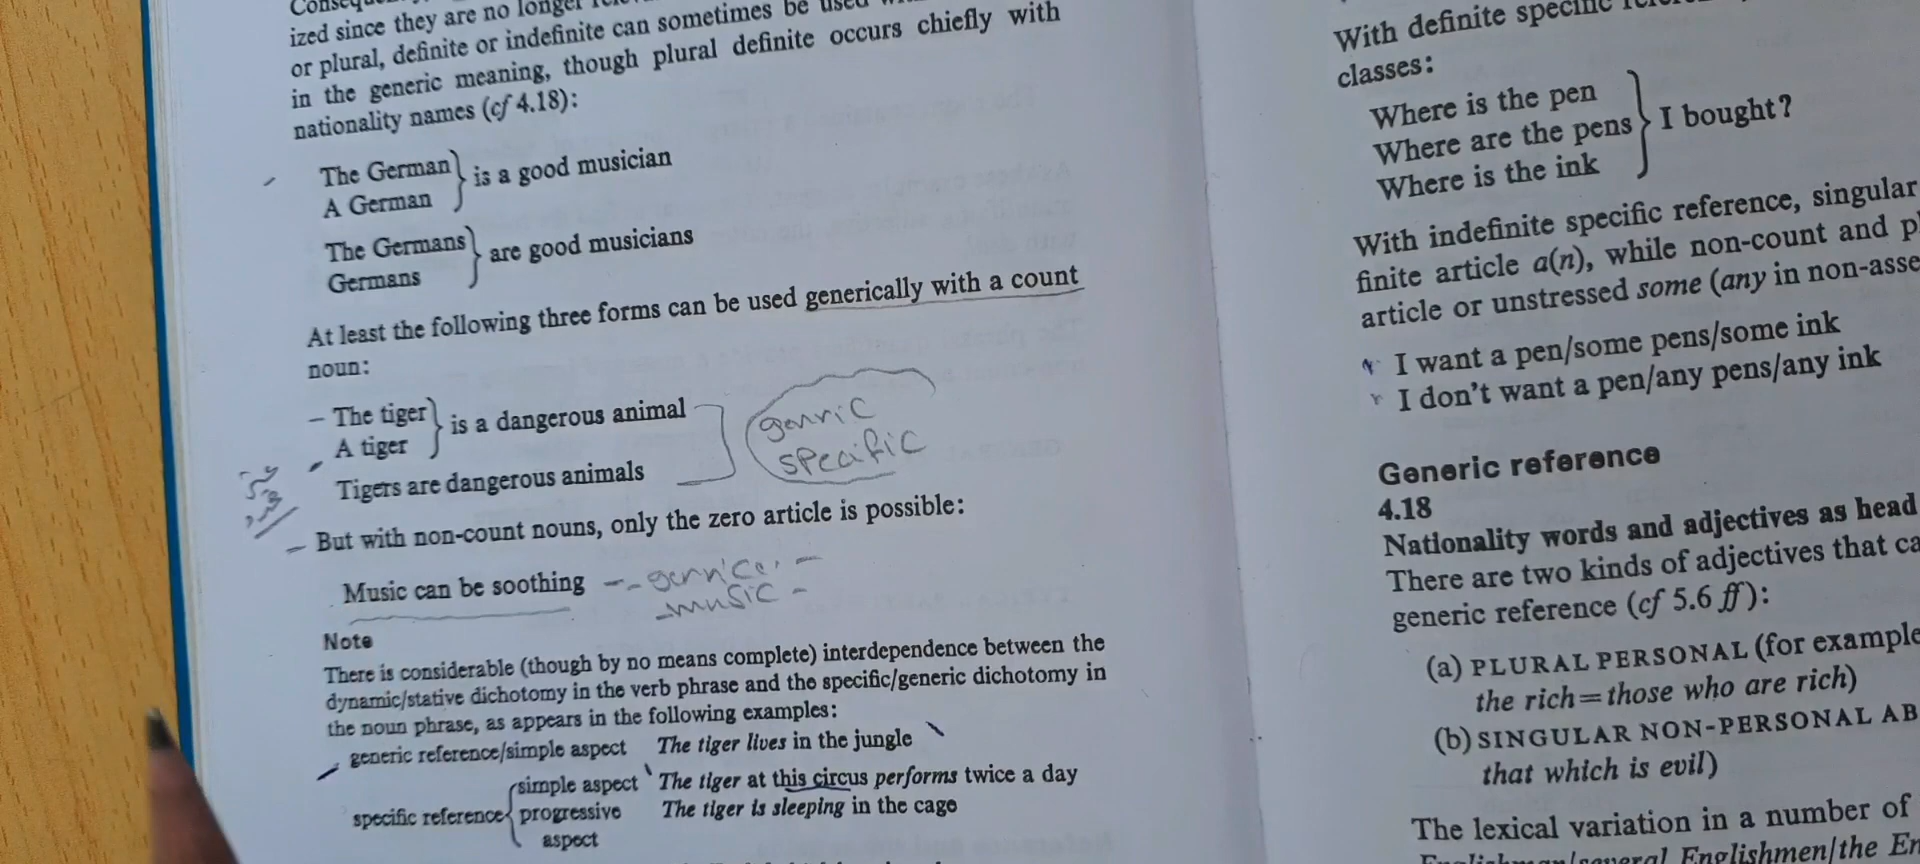 ized since they are no longer
or plural, definite or indefinite can sometimes be used
in the generic meaning, though plural definite occurs chiefly with
nationality names (cf 4.18):
The German
A German } is a good musician
The Germans
Germans } are good musicians
At least the following three forms can be used generically with a count
noun:
– The tiger
A tiger } is a dangerous animal
Tigers are dangerous animals
genric
specific
But with non-count nouns, only the zero article is possible:
Music can be soothing
music
Note
There is considerable (though by no means complete) interdependence between the
dynamic/stative dichotomy in the verb phrase and the specific/generic dichotomy in
the noun phrase, as appears in the following examples:
generic reference/simple aspect The tiger lives in the jungle
specific reference { simple aspect The tiger at this circus performs twice a day
progressive The tiger is sleeping in the cage
aspect
With definite specific
classes:
Where is the pen
Where are the pens } I bought?
Where is the ink
With indefinite specific reference, singular
finite article a(n), while non-count and
article or unstressed some (any in
I want a pen/some pens/some ink
I don't want a pen/any pens/any ink
Generic reference
4.18
Nationality words and adjectives as head
There are two kinds of adjectives that
generic reference (cf 5.6 ff):
(a) PLURAL PERSONAL (for example
the rich=those who are rich)
(b) SINGULAR NON-PERSONAL
that which is evil)
The lexical variation in a number of
Englishmen/the